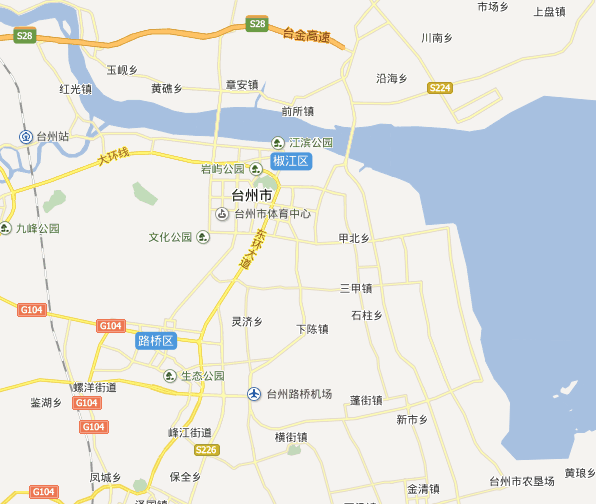 市场乡
上盘镇
S28
S28
台金高速
川南乡
玉岘乡
沿海乡
红光镇
黄礁乡
章安镇
S224
前所镇
台州站
江滨公园
大环线
椒江区
岩屿公园
台州市
台州市体育中心
九峰公园
文化公园
东环大道
甲北乡
三甲镇
G104
石柱乡
G104
灵济乡
下陈镇
路桥区
生态公园
螺洋街道
台州路桥机场
鉴湖乡
G104
蓬街镇
新市乡
G104
峰江街道
横街镇
S226
凤城乡
保全乡
台州市农垦场
黄琅乡
G104
金清镇